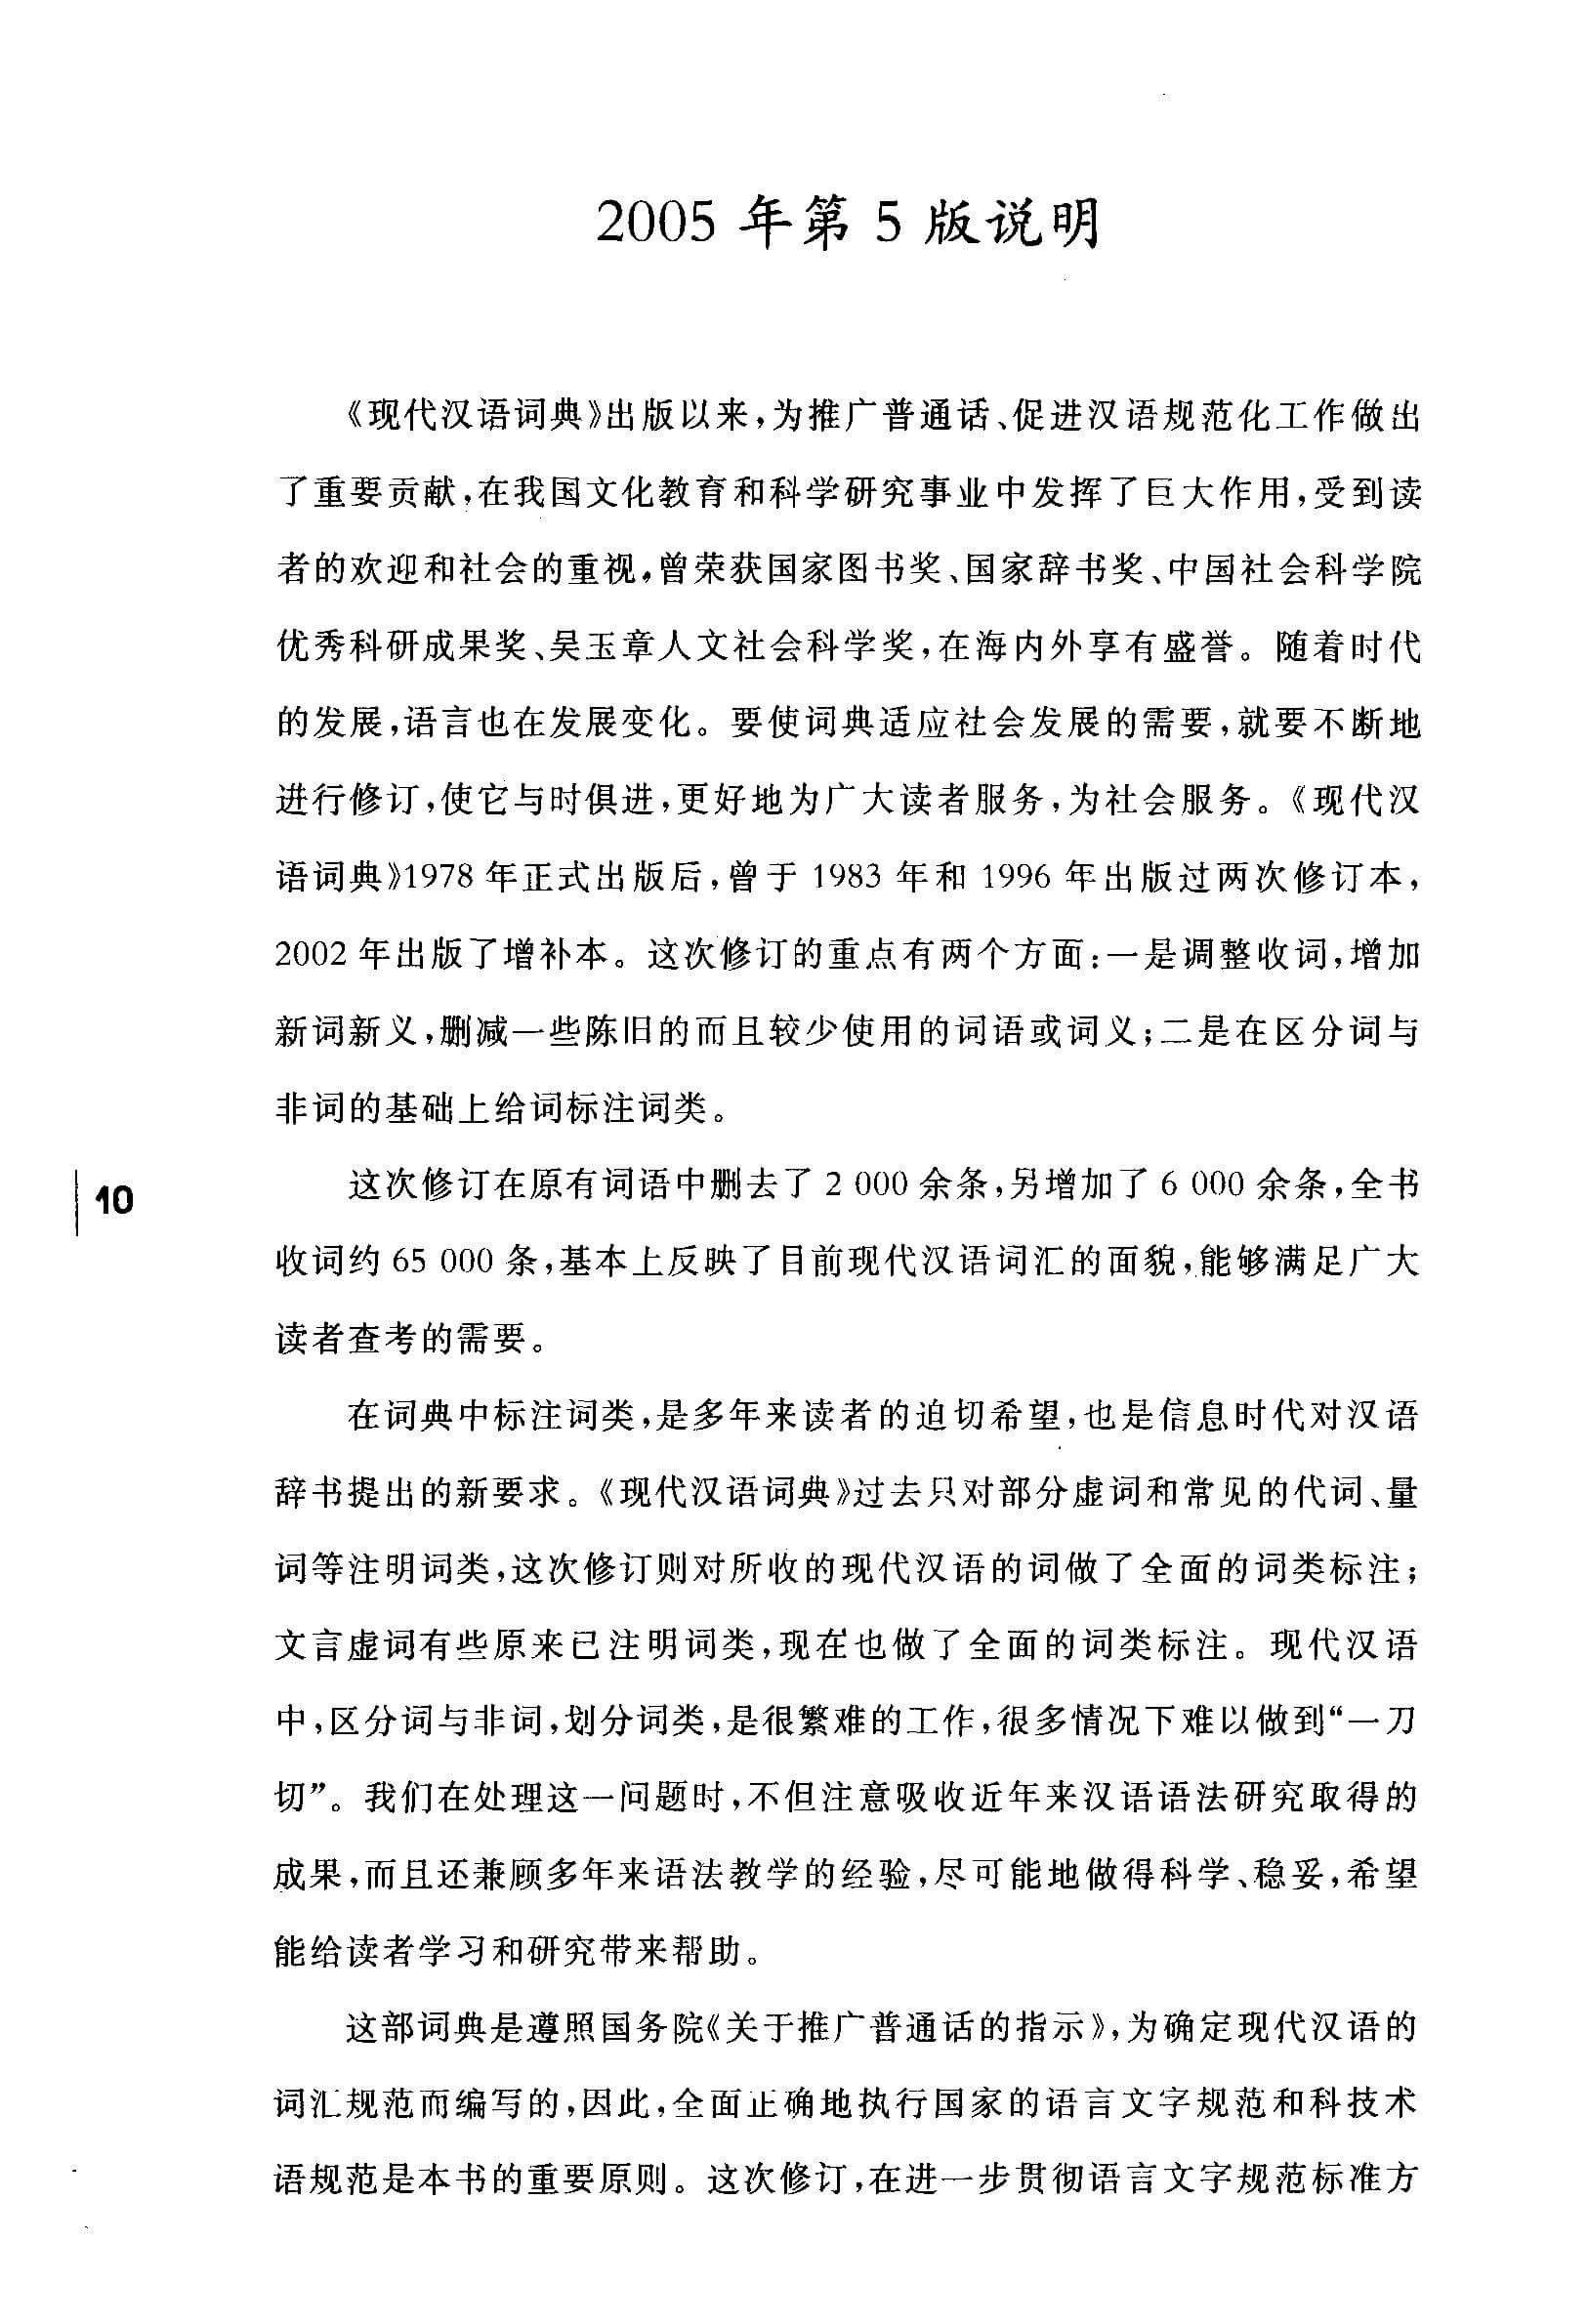 2005 年第 5 版说明
《现代汉语词典》出版以来,为推广普通话、促进汉语规范化工作做出
了重要贡献,在我国文化教育和科学研究事业中发挥了巨大作用,受到读
者的欢迎和社会的重视,曾荣获国家图书奖、国家辞书奖、中国社会科学院
优秀科研成果奖、吴玉章人文社会科学奖,在海内外享有盛誉。随着时代
的发展,语言也在发展变化。要使词典适应社会发展的需要,就要不断地
进行修订,使它与时俱进,更好地为广大读者服务,为社会服务。《现代汉
语词典》1978 年正式出版后,曾于 1983 年和 1996 年出版过两次修订本,
2002 年出版了增补本。这次修订的重点有两个方面:一是调整收词,增加
新词新义,删减一些陈旧的而且较少使用的词语或词义;二是在区分词与
非词的基础上给词标注词类。
10
这次修订在原有词语中删去了 2 000 余条,另增加了 6 000 余条,全书
收词约 65 000 条,基本上反映了目前现代汉语词汇的面貌,能够满足广大
读者查考的需要。
在词典中标注词类,是多年来读者的迫切希望,也是信息时代对汉语
辞书提出的新要求。《现代汉语词典》过去只对部分虚词和常见的代词、量
词等注明词类,这次修订则对所收的现代汉语的词做了全面的词类标注;
文言虚词有些原来已注明词类,现在也做了全面的词类标注。现代汉语
中,区分词与非词,划分词类,是很繁难的工作,很多情况下难以做到“一刀
切”。我们在处理这一问题时,不但注意吸收近年来汉语语法研究取得的
成果,而且还兼顾多年来语法教学的经验,尽可能地做得科学、稳妥,希望
能给读者学习和研究带来帮助。
这部词典是遵照国务院《关于推广普通话的指示》,为确定现代汉语的
词汇规范而编写的,因此,全面正确地执行国家的语言文字规范和科技术
语规范是本书的重要原则。这次修订,在进一步贯彻语言文字规范标准方